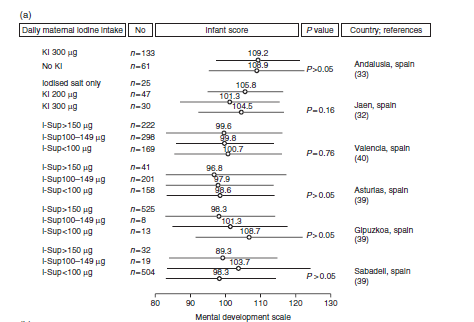 (a)
Daily maternal iodine intake No Infant score P value Country; references
KI 300 µg n=133 109.2
No KI n=61 108.9 P>0.05 Andalusia, spain
(33)
Iodised salt only n=25 105.8
KI 200 µg n=47 101.3
KI 300 µg n=30 104.5 P=0.16 Jaen, spain
(32)
I-Sup>150 µg n=222 99.6
I-Sup100–149 µg n=298 99.8
I-Sup<100 µg n=169 100.7 P=0.76 Valencia, spain
(40)
I-Sup>150 µg n=41 96.8
I-Sup100–149 µg n=201 97.9
I-Sup<100 µg n=158 98.6 P>0.05 Asturias, spain
(39)
I-Sup>150 µg n=525 98.3
I-Sup100–149 µg n=8 101.3
I-Sup<100 µg n=13 106.7 P>0.05 Gipuzkoa, spain
(39)
I-Sup>150 µg n=32 89.3
I-Sup100–149 µg n=19 103.7
I-Sup<100 µg n=504 98.3 P>0.05 Sabadell, spain
(39)
80 90 100 110 120 130
Mental development scale